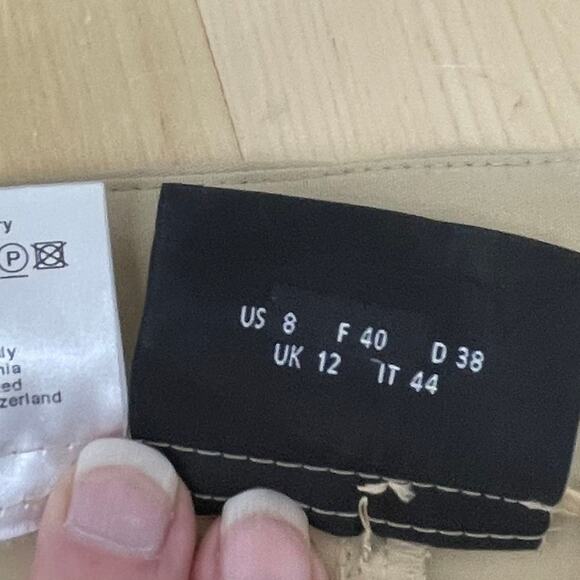 ry
P
ly
nia
ed
zerland
US 8 F 40 D 38
UK 12 IT 44